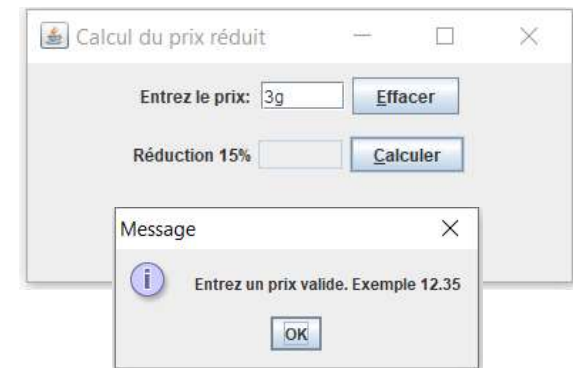 Calcul du prix réduit
Entrez le prix: 3g Effacer
Réduction 15% Calculer
Message
Entrez un prix valide. Exemple 12.35
OK